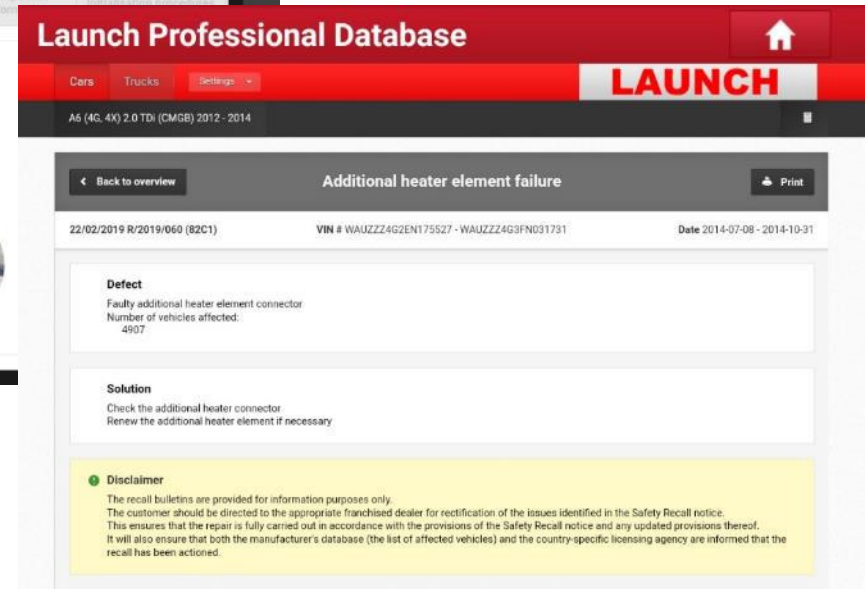 Initialisation procedures
Launch Professional Database
Cars Trucks Settings
LAUNCH
A6 (4G, 4X) 2.0 TDi (CMGB) 2012 - 2014
Back to overview
Additional heater element failure
Print
22/02/2019 R/2019/060 (82C1) VIN # WAUZZZ4G2EN175527 - WAUZZZ4G3FN031731 Date 2014-07-08 - 2014-10-31
Defect
Faulty additional heater element connector
Number of vehicles affected:
4907
Solution
Check the additional heater connector
Renew the additional heater element if necessary
Disclaimer
The recall bulletins are provided for information purposes only.
The customer should be directed to the appropriate franchised dealer for rectification of the issues identified in the Safety Recall notice.
This ensures that the repair is fully carried out in accordance with the provisions of the Safety Recall notice and any updated provisions thereof.
It will also ensure that both the manufacturer's database (the list of affected vehicles) and the country-specific licensing agency are informed that the
recall has been actioned.